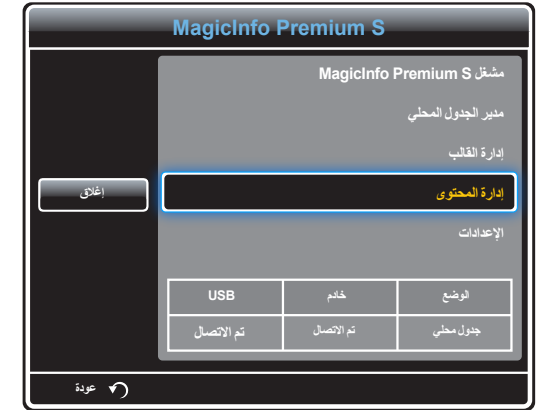 MagicInfo Premium S
مشغل MagicInfo Premium S
مدير الجدول المحلي
إدارة القالب
إدارة المحتوى
إغلاق
الإعدادات
الوضع خادم USB
جدول محلي تم الاتصال تم الاتصال
عودة